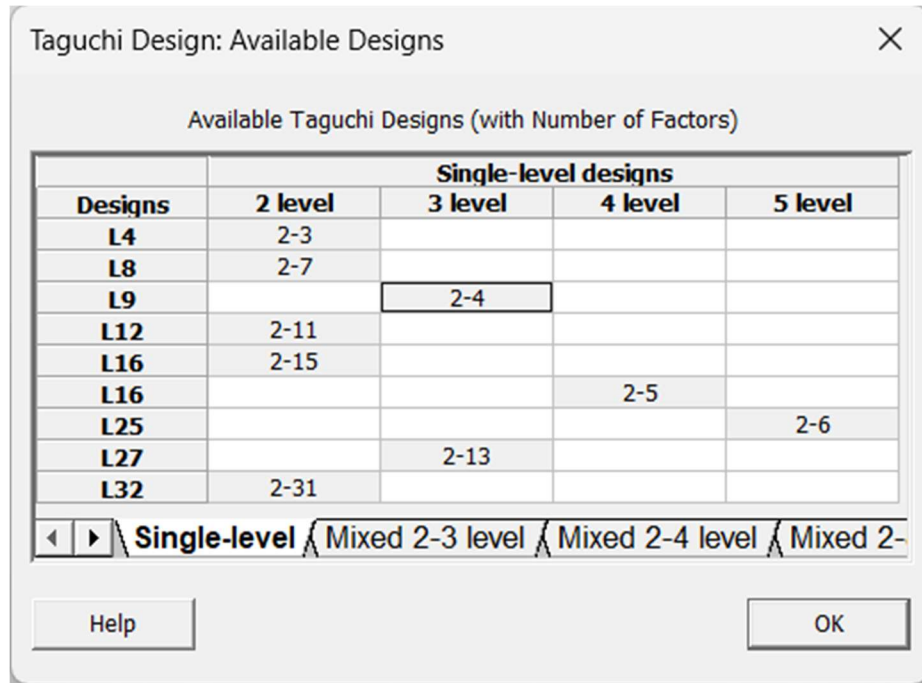 Taguchi Design: Available Designs
Available Taguchi Designs (with Number of Factors)
Single-level designs
Designs 2 level 3 level 4 level 5 level
L4 2-3
L8 2-7
L9 2-4
L12 2-11
L16 2-15
L16 2-5
L25 2-6
L27 2-13
L32 2-31
Single-level Mixed 2-3 level Mixed 2-4 level Mixed 2-
Help OK